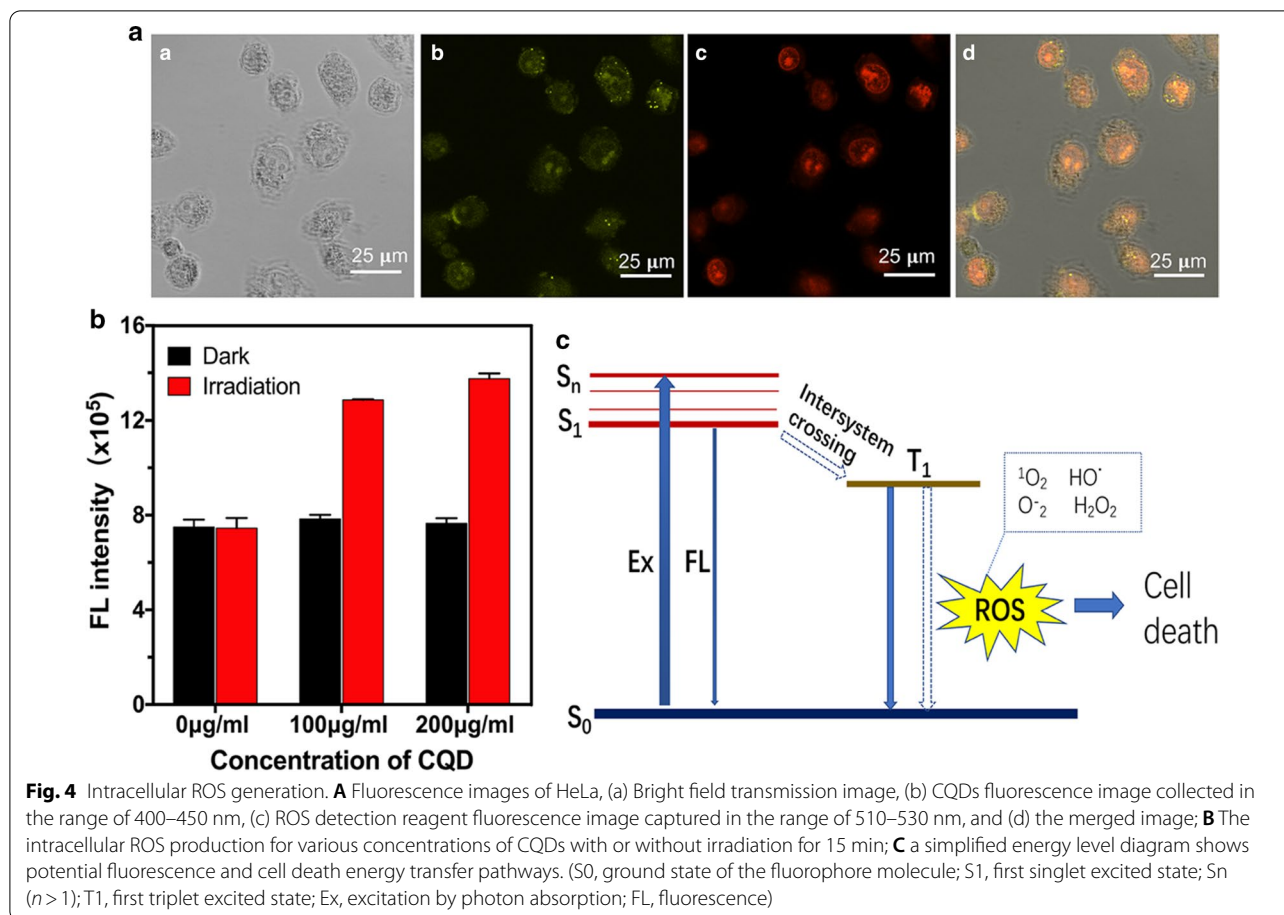 a
a
b
c
d
25 μm
25 μm
25 μm
25 μm
b
16
12
8
4
0
FL intensity (x10⁵)
Dark
Irradiation
0μg/ml
100μg/ml
200μg/ml
Concentration of CQD
c
Sₙ
S₁
Intersystem
crossing
T₁
¹O₂ HO˙
O⁻₂ H₂O₂
Ex
FL
ROS
Cell
death
S₀
Fig. 4 Intracellular ROS generation. A Fluorescence images of HeLa, (a) Bright field transmission image, (b) CQDs fluorescence image collected in
the range of 400–450 nm, (c) ROS detection reagent fluorescence image captured in the range of 510–530 nm, and (d) the merged image; B The
intracellular ROS production for various concentrations of CQDs with or without irradiation for 15 min; C a simplified energy level diagram shows
potential fluorescence and cell death energy transfer pathways. (S0, ground state of the fluorophore molecule; S1, first singlet excited state; Sn
(n > 1); T1, first triplet excited state; Ex, excitation by photon absorption; FL, fluorescence)